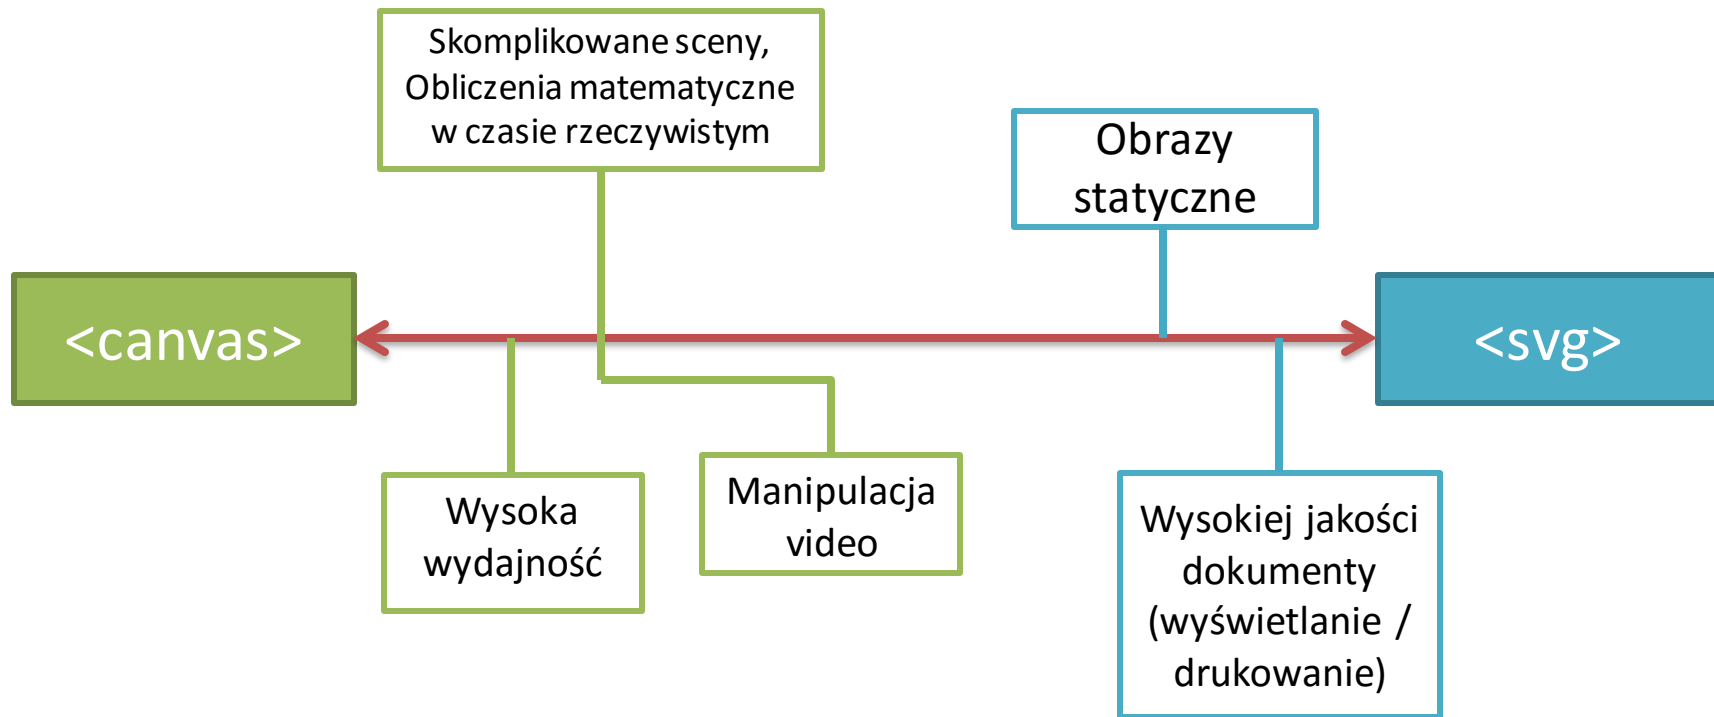 Skomplikowane sceny,
Obliczenia matematyczne
w czasie rzeczywistym
Obrazy
statyczne
<canvas>
<svg>
Wysoka
wydajność
Manipulacja
video
Wysokiej jakości
dokumenty
(wyświetlanie /
drukowanie)